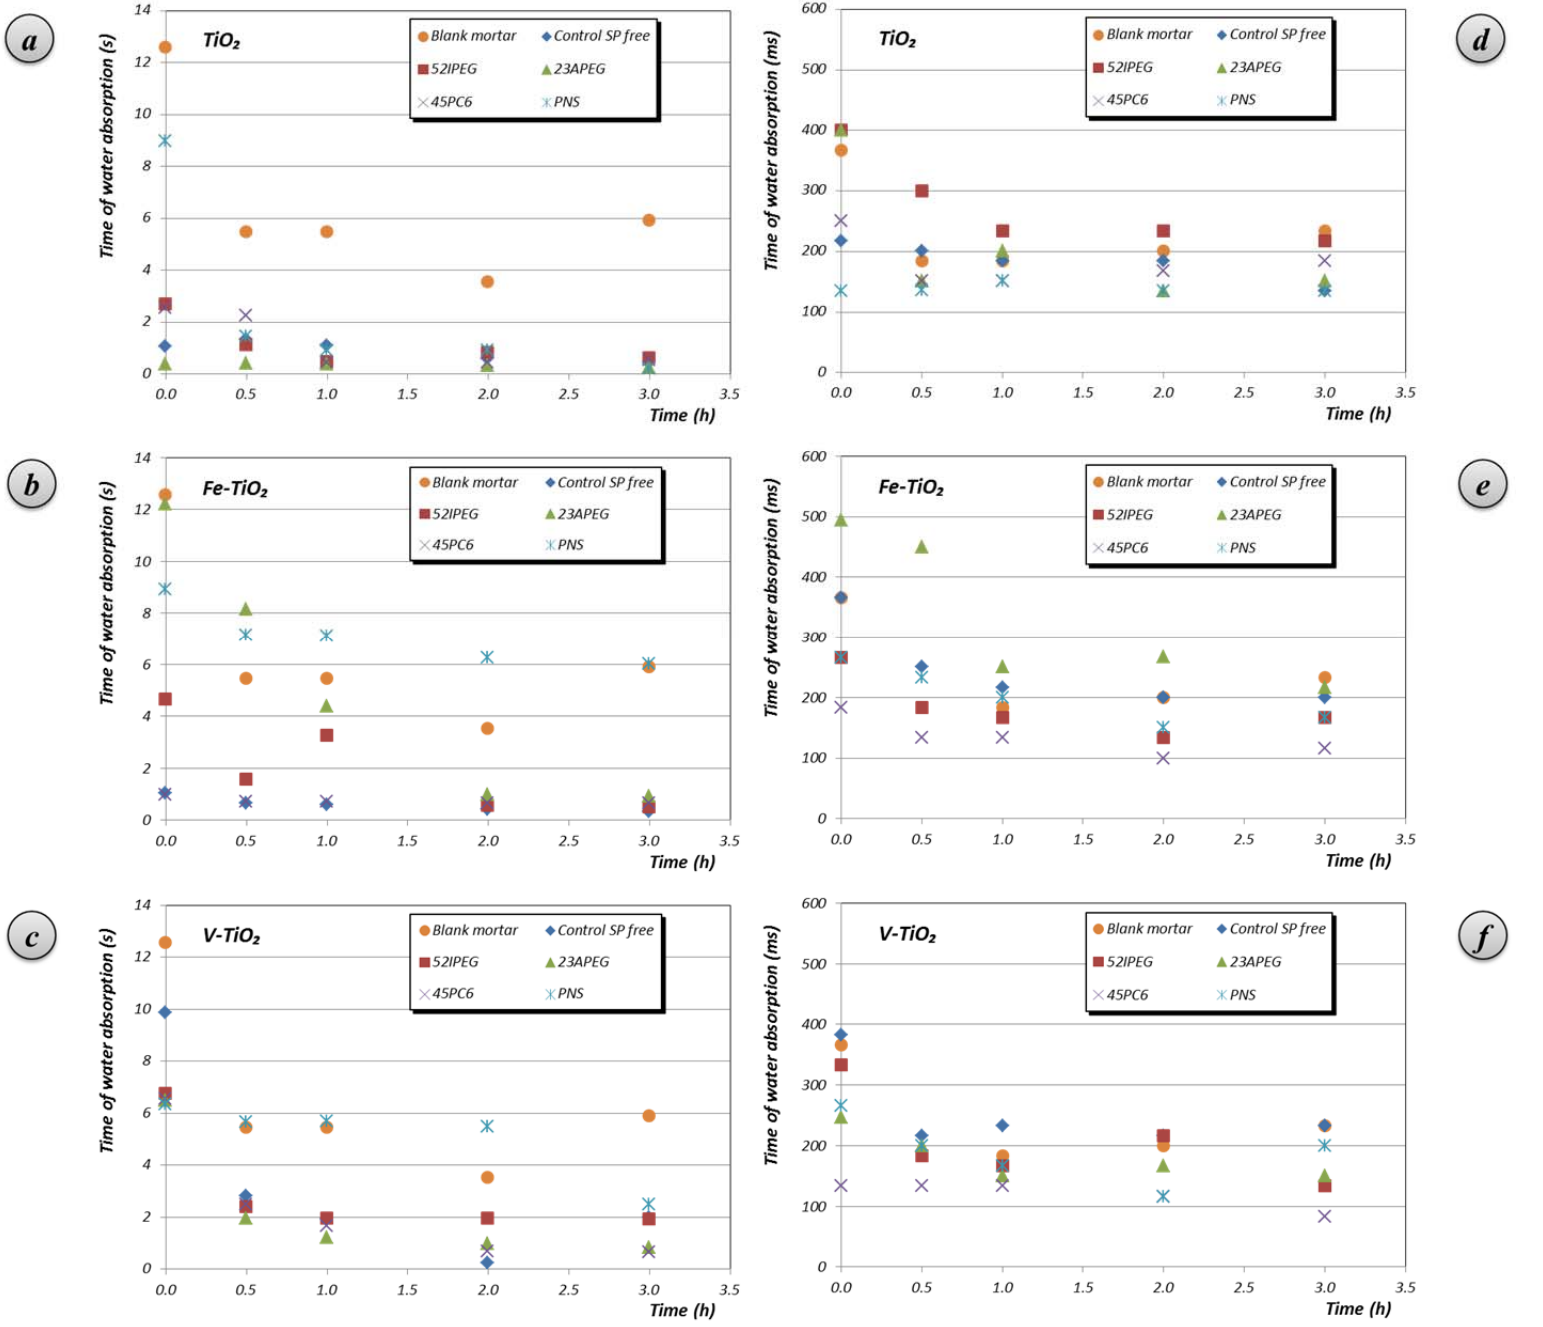 a
Time of water absorption (s)
14
12
10
8
6
4
2
0
TiO₂
Blank mortar Control SP free
52IPEG 23APEG
45PC6 PNS
0.0 0.5 1.0 1.5 2.0 2.5 3.0 3.5
Time (h)
d
Time of water absorption (ms)
600
500
400
300
200
100
0
TiO₂
Blank mortar Control SP free
52IPEG 23APEG
45PC6 PNS
0.0 0.5 1.0 1.5 2.0 2.5 3.0 3.5
Time (h)
b
Time of water absorption (s)
14
12
10
8
6
4
2
0
Fe-TiO₂
Blank mortar Control SP free
52IPEG 23APEG
45PC6 PNS
0.0 0.5 1.0 1.5 2.0 2.5 3.0 3.5
Time (h)
e
Time of water absorption (ms)
600
500
400
300
200
100
0
Fe-TiO₂
Blank mortar Control SP free
52IPEG 23APEG
45PC6 PNS
0.0 0.5 1.0 1.5 2.0 2.5 3.0 3.5
Time (h)
c
Time of water absorption (s)
14
12
10
8
6
4
2
0
V-TiO₂
Blank mortar Control SP free
52IPEG 23APEG
45PC6 PNS
0.0 0.5 1.0 1.5 2.0 2.5 3.0 3.5
Time (h)
f
Time of water absorption (ms)
600
500
400
300
200
100
0
V-TiO₂
Blank mortar Control SP free
52IPEG 23APEG
45PC6 PNS
0.0 0.5 1.0 1.5 2.0 2.5 3.0 3.5
Time (h)